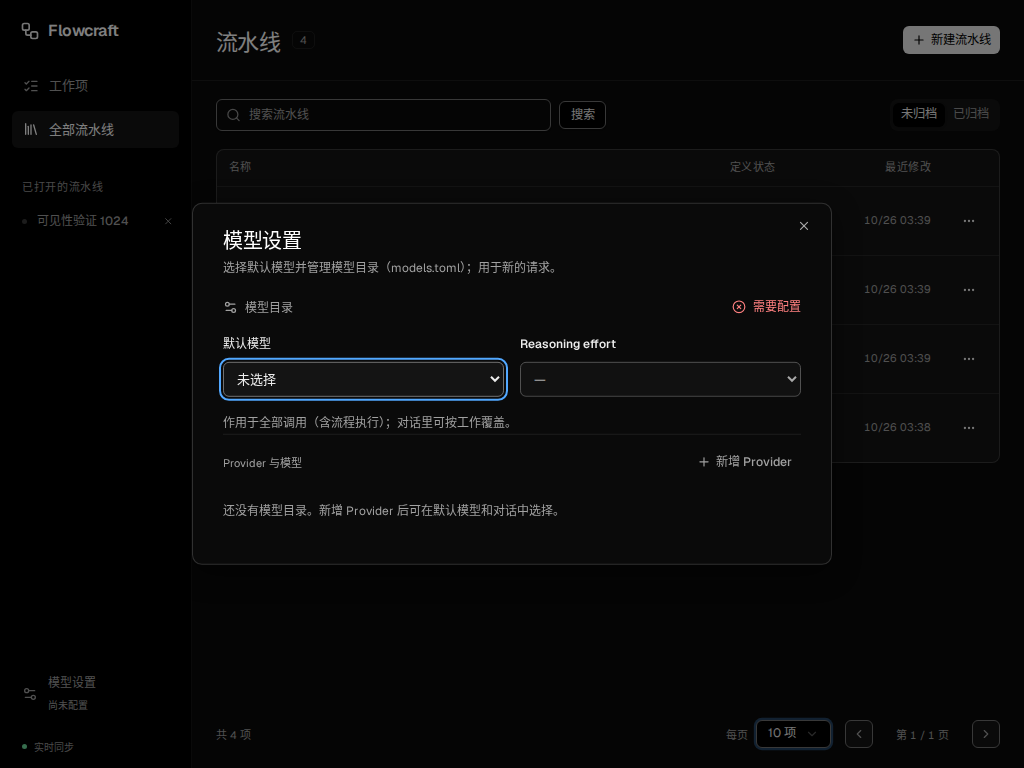 Flowcraft
工作项
全部流水线
已打开的流水线
可见性验证 1024
流水线 4
新建流水线
搜索流水线
搜索
未归档 已归档
名称 定义状态 最近修改
10/26 03:39
10/26 03:39
10/26 03:39
10/26 03:38
模型设置
选择默认模型并管理模型目录（models.toml）；用于新的请求。
模型目录 需要配置
默认模型 Reasoning effort
未选择 —
作用于全部调用（含流程执行）；对话里可按工作覆盖。
Provider 与模型 新增 Provider
还没有模型目录。新增 Provider 后可在默认模型和对话中选择。
模型设置
尚未配置
实时同步
共 4 项 每页 10 项 第 1 / 1 页